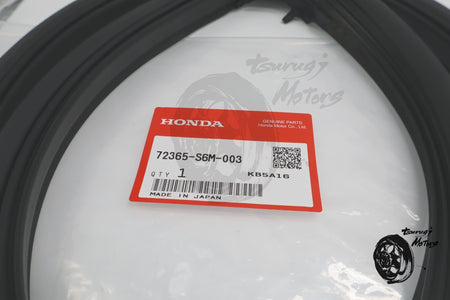 Tsurugi
Motors
HONDA
GENUINE PARTS
Honda Motor Co., Ltd.
72365-S6M-003
QTY 1
KB5A16
MADE IN JAPAN
Tsurugi
Motors